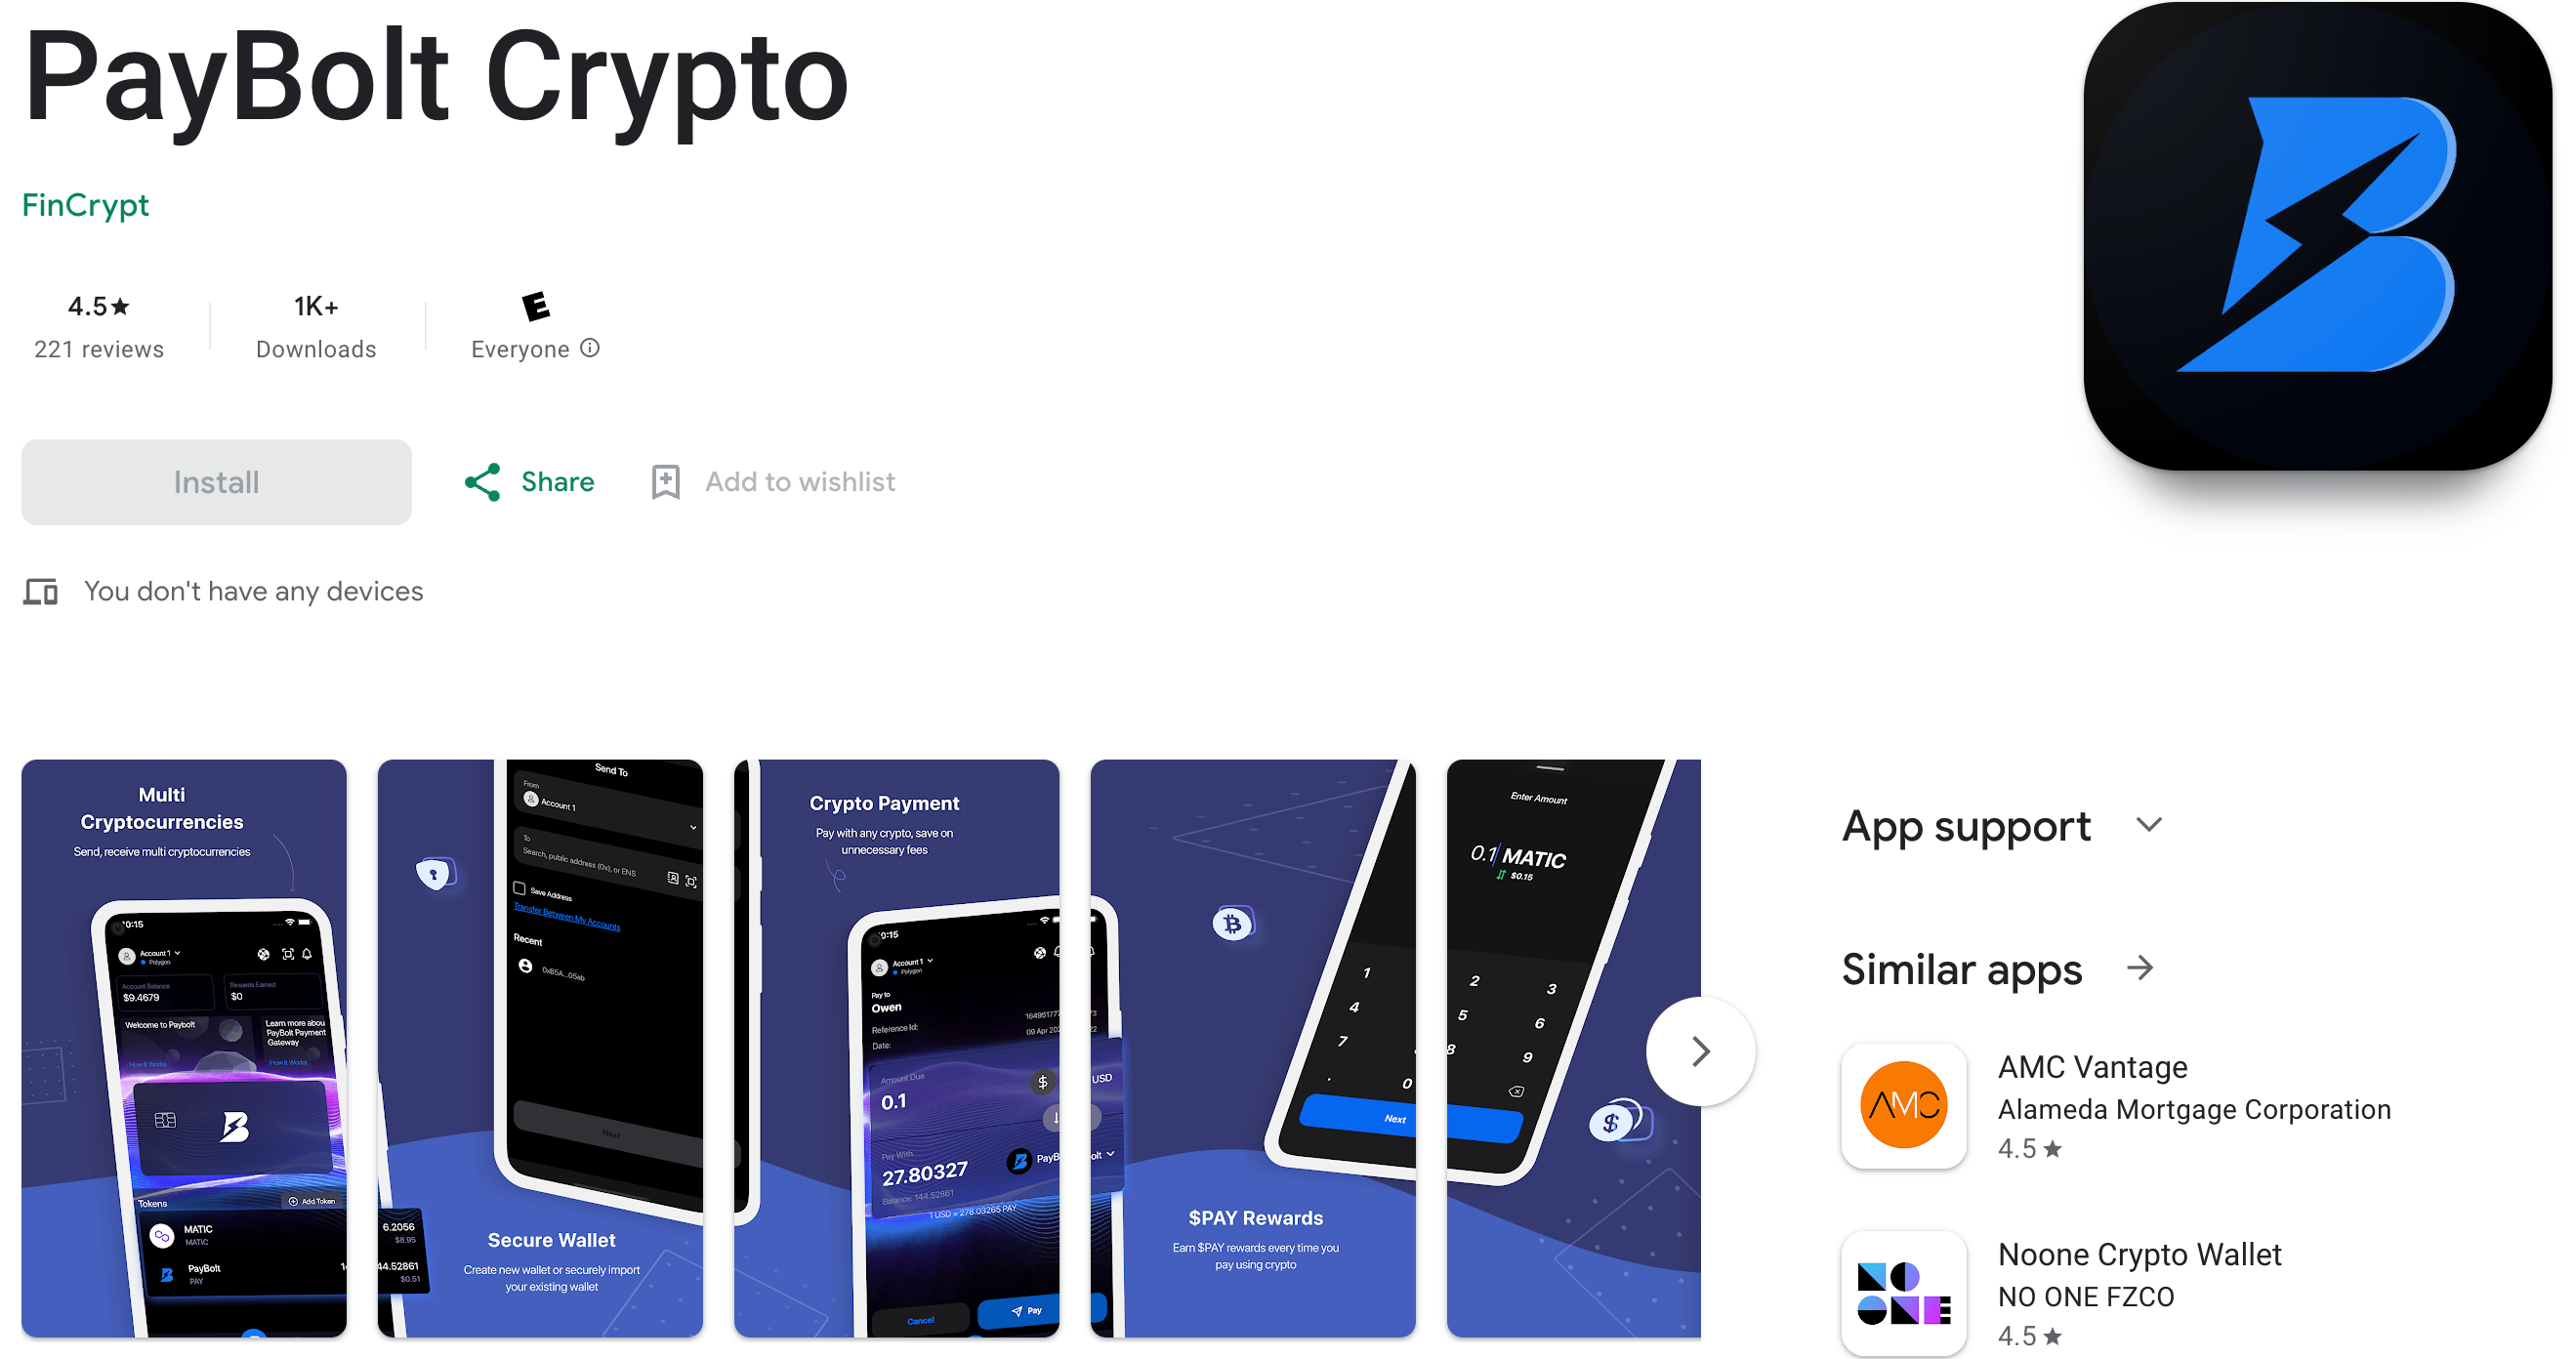 PayBolt Crypto
FinCrypt
4.5★
221 reviews
1K+
Downloads
E
Everyone
Install
Share
Add to wishlist
You don't have any devices
Multi
Cryptocurrencies
Send, receive multi cryptocurrencies
0:15
Account 1
Polygon
Account Balance
$9.4679
Rewards Earned
$0
Welcome to Paybolt
How It Works
Learn more abou
PayBolt Payment
Gateway
How It Works
Tokens
Add Token
MATIC
MATIC
PayBolt
PAY
6.2056
$8.95
44.52861
$0.51
Send To
From
Account 1
To
Search, public address (0x), or ENS
Save Address
Transfer Between My Accounts
Recent
0xB5A...05ab
Next
Secure Wallet
Create new wallet or securely import
your existing wallet
Crypto Payment
Pay with any crypto, save on
unnecessary fees
0:15
Account 1
Polygon
Pay to
Owen
Reference Id:
Date:
Amount Due
0.1
$
USD
Pay With
27.80327
Balance: 144.52861
1 USD = 278.03265 PAY
Cancel
Pay
$PAY Rewards
Earn $PAY rewards every time you
pay using crypto
Enter Amount
0.1 MATIC
$0.15
1 2 3
4 5 6
7 8 9
. 0
Next
App support
Similar apps
AMC
AMC Vantage
Alameda Mortgage Corporation
4.5★
NO
ONE
Noone Crypto Wallet
NO ONE FZCO
4.5★